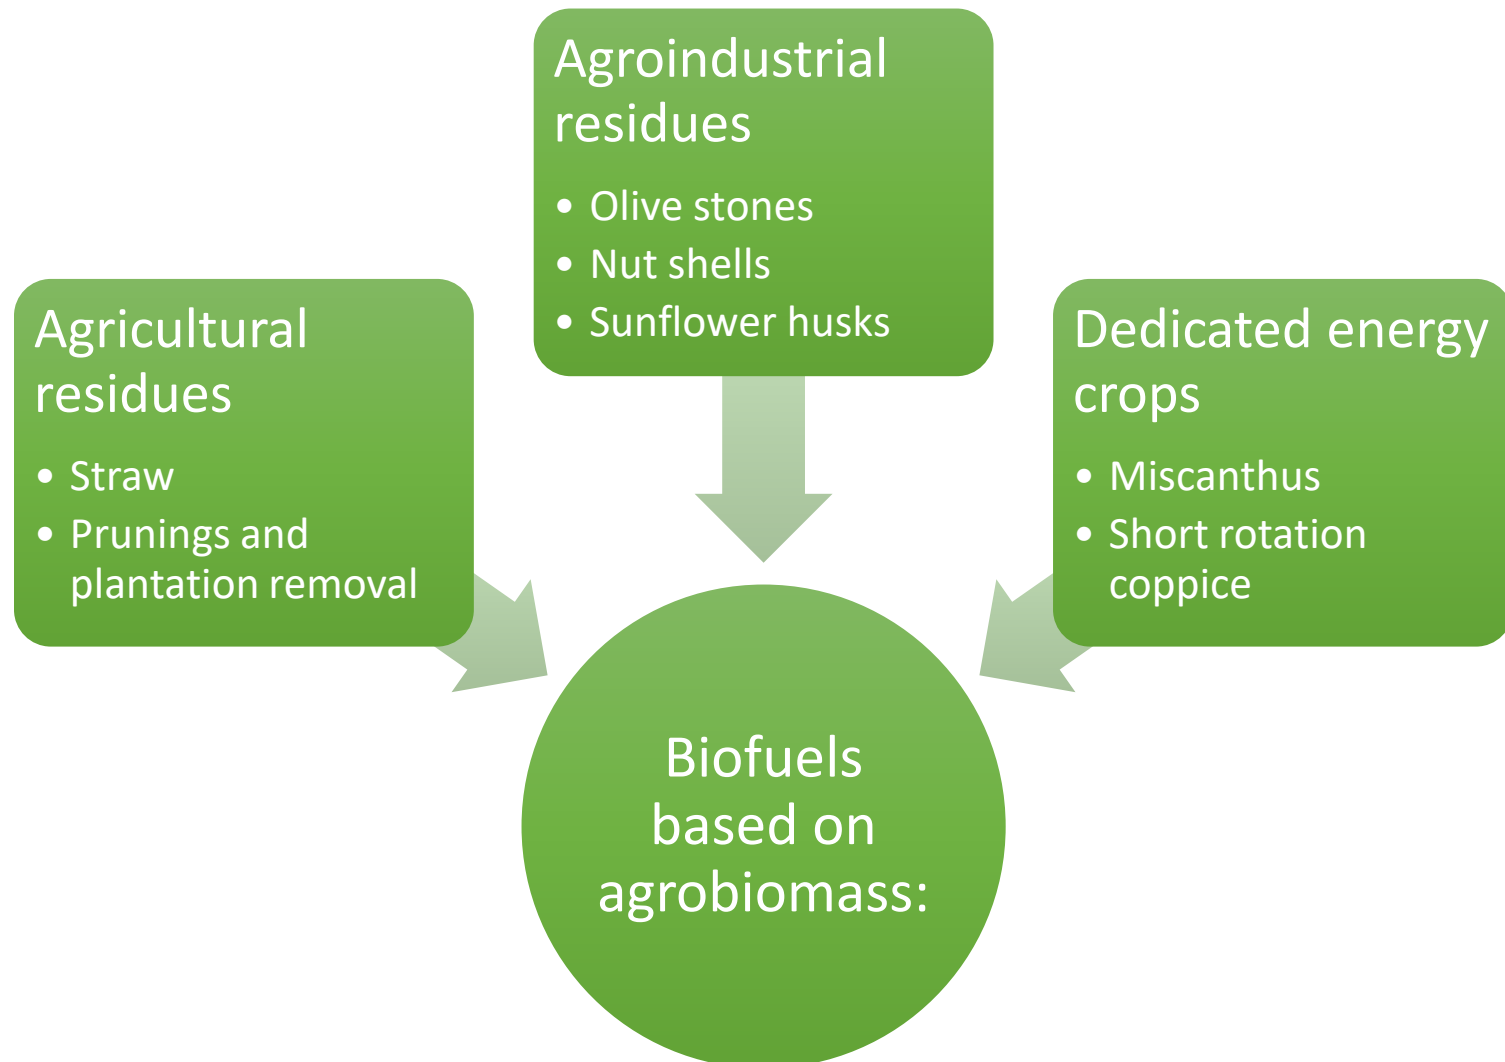 Agroindustrial
residues
• Olive stones
• Nut shells
• Sunflower husks
Agricultural
residues
• Straw
• Prunings and
plantation removal
Dedicated energy
crops
• Miscanthus
• Short rotation
coppice
Biofuels
based on
agrobiomass: